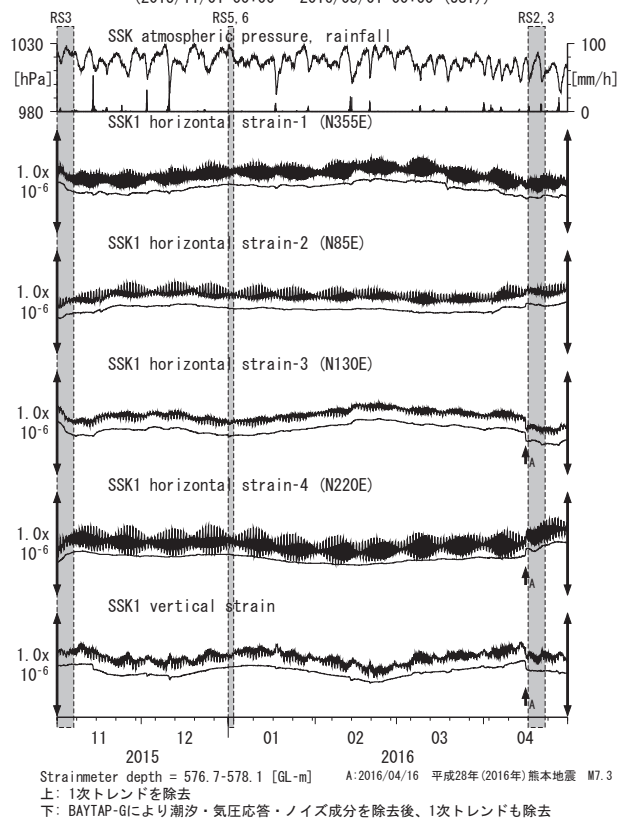 RS3 RS5, 6 RS2, 3
SSK atmospheric pressure, rainfall
1030 100
[hPa] [mm/h]
980 0
SSK1 horizontal strain-1 (N355E)
1.0x
10-6
SSK1 horizontal strain-2 (N85E)
1.0x
10-6
SSK1 horizontal strain-3 (N130E)
1.0x
10-6
A
SSK1 horizontal strain-4 (N220E)
1.0x
10-6
A
SSK1 vertical strain
1.0x
10-6
A
11 12 01 02 03 04
2015 2016
Strainmeter depth = 576.7-578.1 [GL-m] A:2016/04/16 平成28年(2016年)熊本地震 M7.3
上: 1次トレンドを除去
下: BAYTAP-Gにより潮汐・気圧応答・ノイズ成分を除去後、1次トレンドも除去